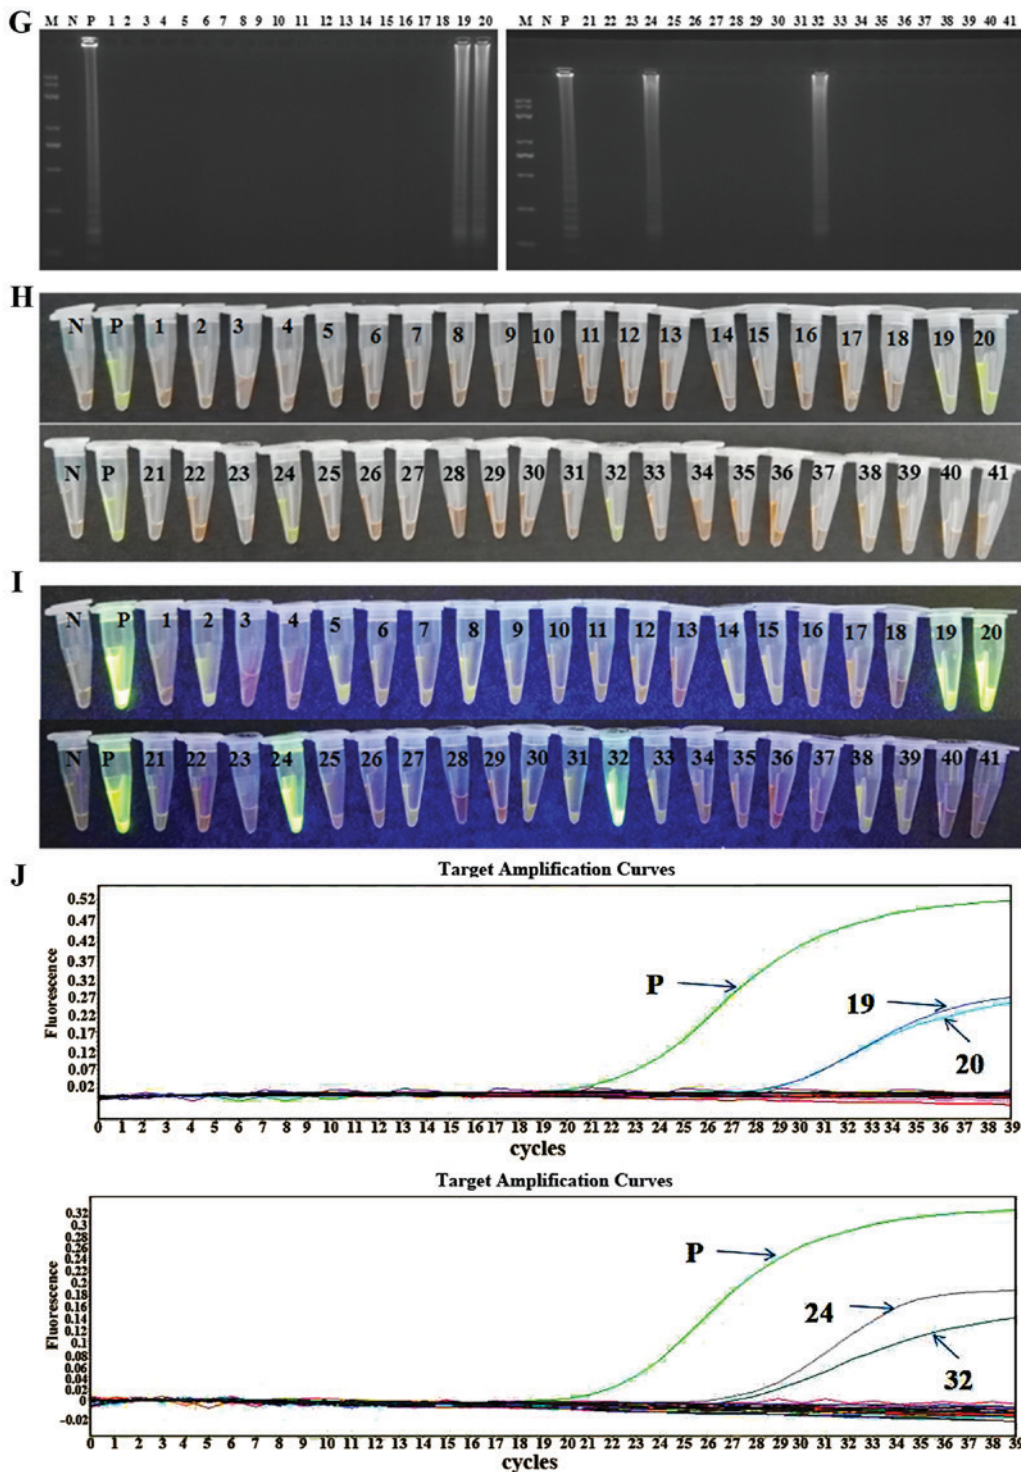 G M N P 1 2 3 4 5 6 7 8 9 10 11 12 13 14 15 16 17 18 19 20 M N P 21 22 23 24 25 26 27 28 29 30 31 32 33 34 35 36 37 38 39 40 41
H
N P 1 2 3 4 5 6 7 8 9 10 11 12 13 14 15 16 17 18 19 20
N P 21 22 23 24 25 26 27 28 29 30 31 32 33 34 35 36 37 38 39 40 41
I
N P 1 2 3 4 5 6 7 8 9 10 11 12 13 14 15 16 17 18 19 20
N P 21 22 23 24 25 26 27 28 29 30 31 32 33 34 35 36 37 38 39 40 41
J
Target Amplification Curves
Fluorescence
0.52
0.47
0.42
0.37
0.32
0.27
0.22
0.17
0.12
0.07
0.02
P
19
20
0 1 2 3 4 5 6 7 8 9 10 11 12 13 14 15 16 17 18 19 20 21 22 23 24 25 26 27 28 29 30 31 32 33 34 35 36 37 38 39
cycles
Target Amplification Curves
Fluorescence
0.32
0.3
0.28
0.26
0.24
0.22
0.2
0.18
0.16
0.14
0.12
0.1
0.08
0.06
0.04
0.02
0
-0.02
P
24
32
0 1 2 3 4 5 6 7 8 9 10 11 12 13 14 15 16 17 18 19 20 21 22 23 24 25 26 27 28 29 30 31 32 33 34 35 36 37 38 39
cycles